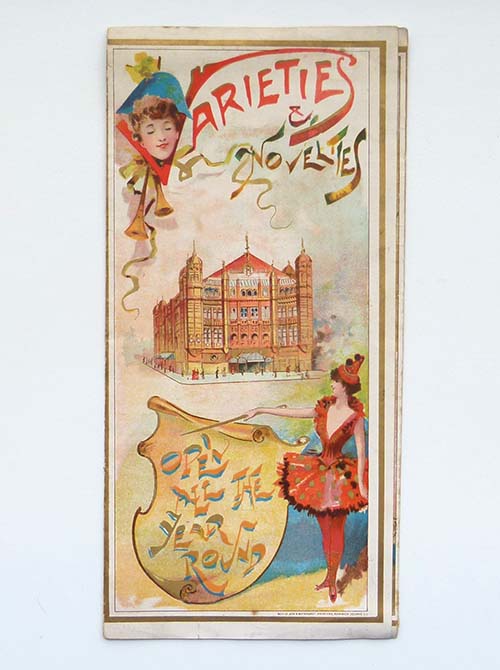 VARIETIES
& NOVELTIES
OPEN
ALL THE
YEAR
ROUND